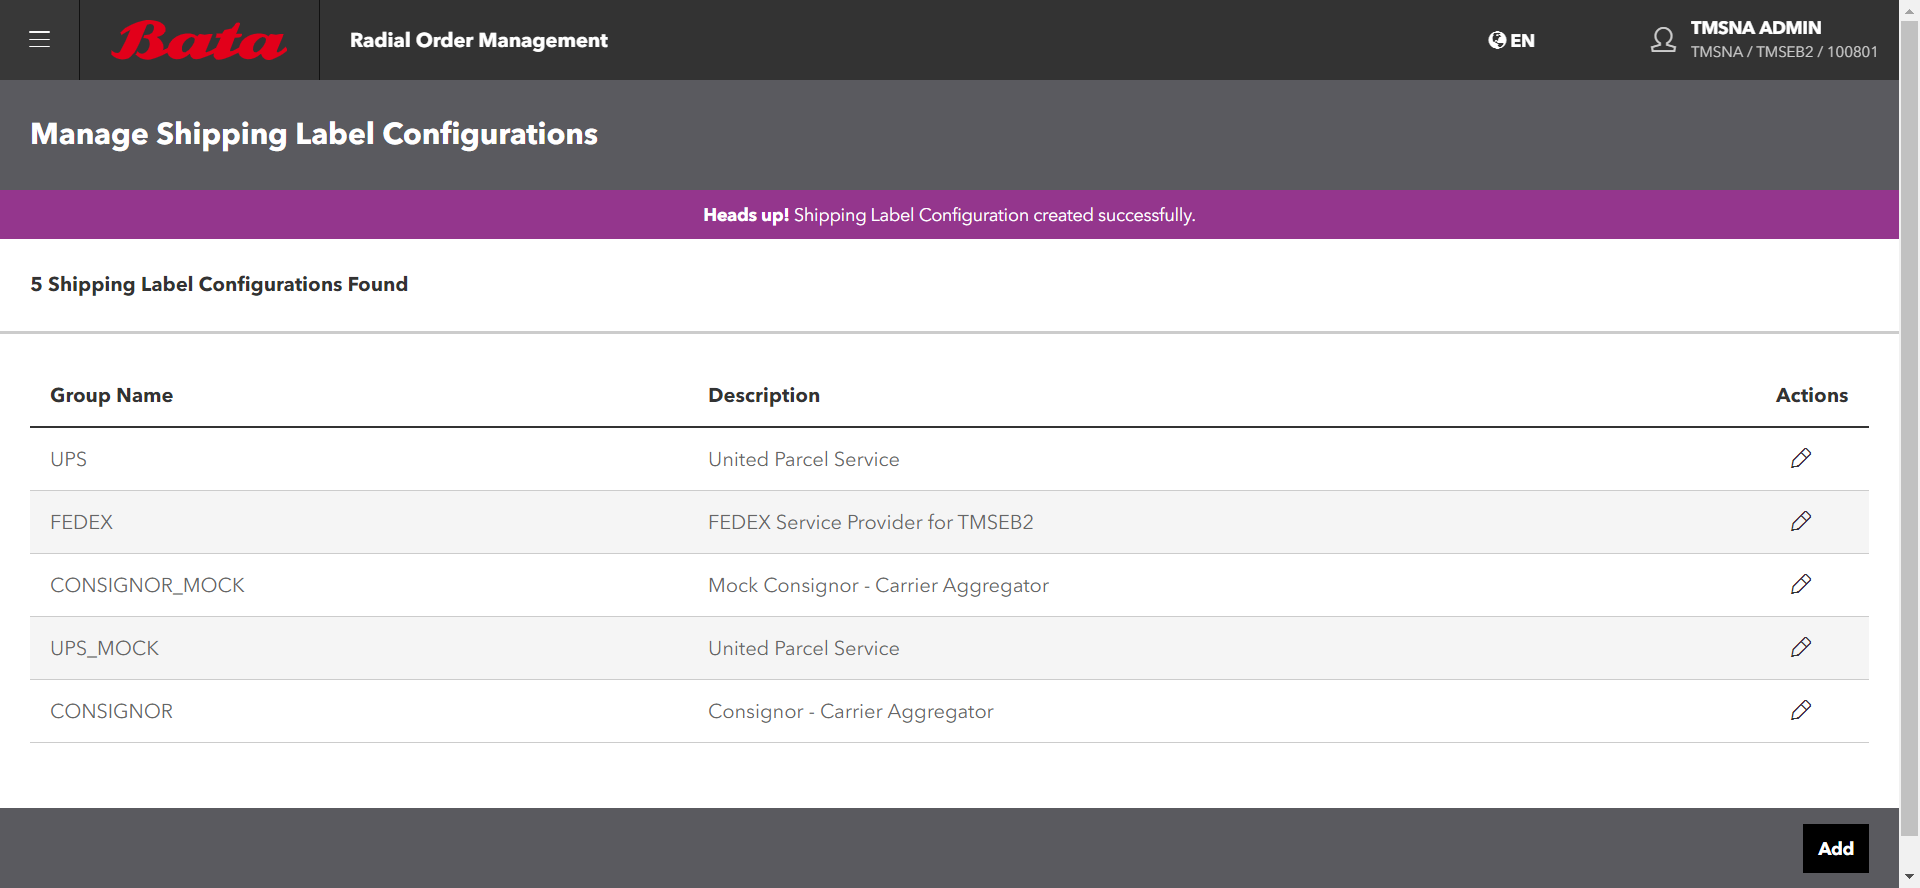 Bata
Radial Order Management
EN
TMSNA ADMIN
TMSNA / TMSEB2 / 100801
Manage Shipping Label Configurations
Heads up! Shipping Label Configuration created successfully.
5 Shipping Label Configurations Found
Group Name Description Actions
UPS United Parcel Service
FEDEX FEDEX Service Provider for TMSEB2
CONSIGNOR_MOCK Mock Consignor - Carrier Aggregator
UPS_MOCK United Parcel Service
CONSIGNOR Consignor - Carrier Aggregator
Add